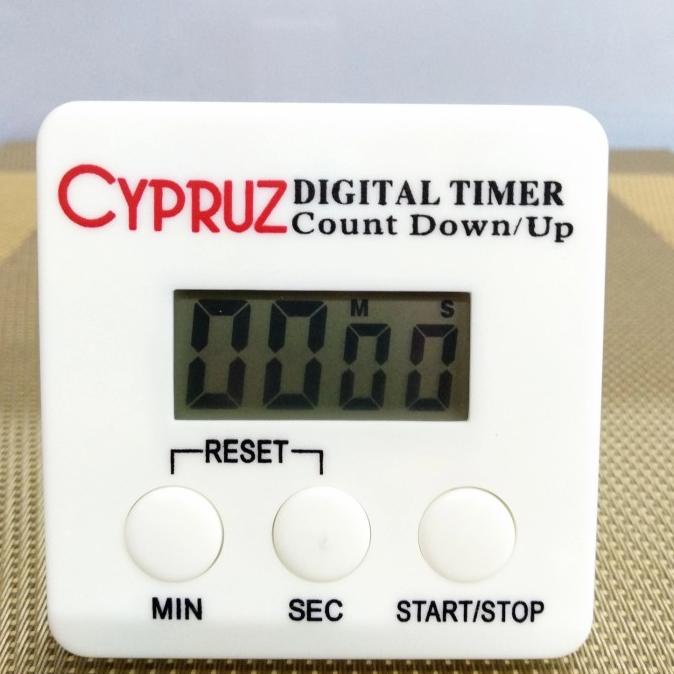 CYPRUZ DIGITAL TIMER
Count Down/Up
M S
0000
RESET
MIN SEC START/STOP